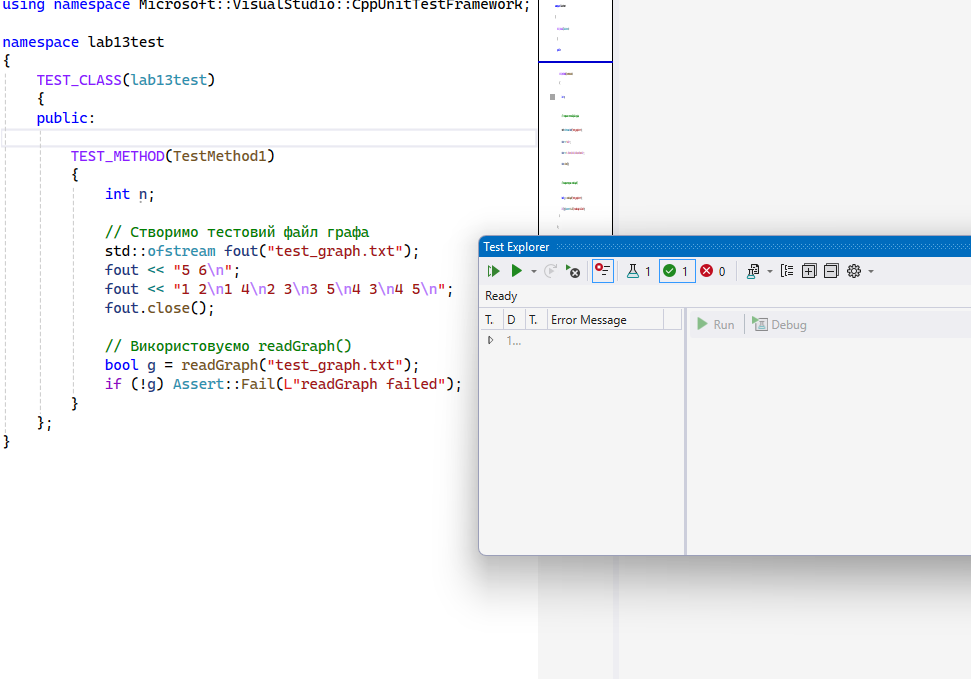 using namespace Microsoft::VisualStudio::CppUnitTestFramework;
namespace lab13test
{
TEST_CLASS(lab13test)
{
public:
TEST_METHOD(TestMethod1)
{
int n;
// Створимо тестовий файл графа
std::ofstream fout("test_graph.txt");
fout << "5 6\n";
fout << "1 2\n1 4\n2 3\n3 5\n4 3\n4 5\n";
fout.close();
// Використовуємо readGraph()
bool g = readGraph("test_graph.txt");
if (!g) Assert::Fail(L"readGraph failed");
}
};
}
Test Explorer
1 1 0
Ready
T. D T. Error Message
Run Debug
1...